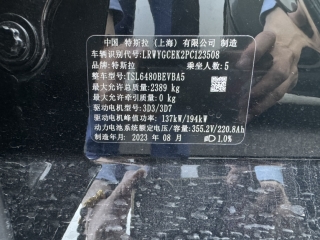 中国 特斯拉（上海）有限公司 制造
车辆识别代号:LRWYGCEK2PC123508
品牌：特斯拉 乘坐人数：5
整车型号:TSL6480BEVBA5
最大允许总质量：2389 kg
最大允许牵引质量：0 kg
驱动电机型号：3D3/3D7
驱动电机峰值功率: 137kW/194kW
动力电池系统额定电压/容量：355.2V/220.8Ah
制造年月：2023 年 08 月 1.0%